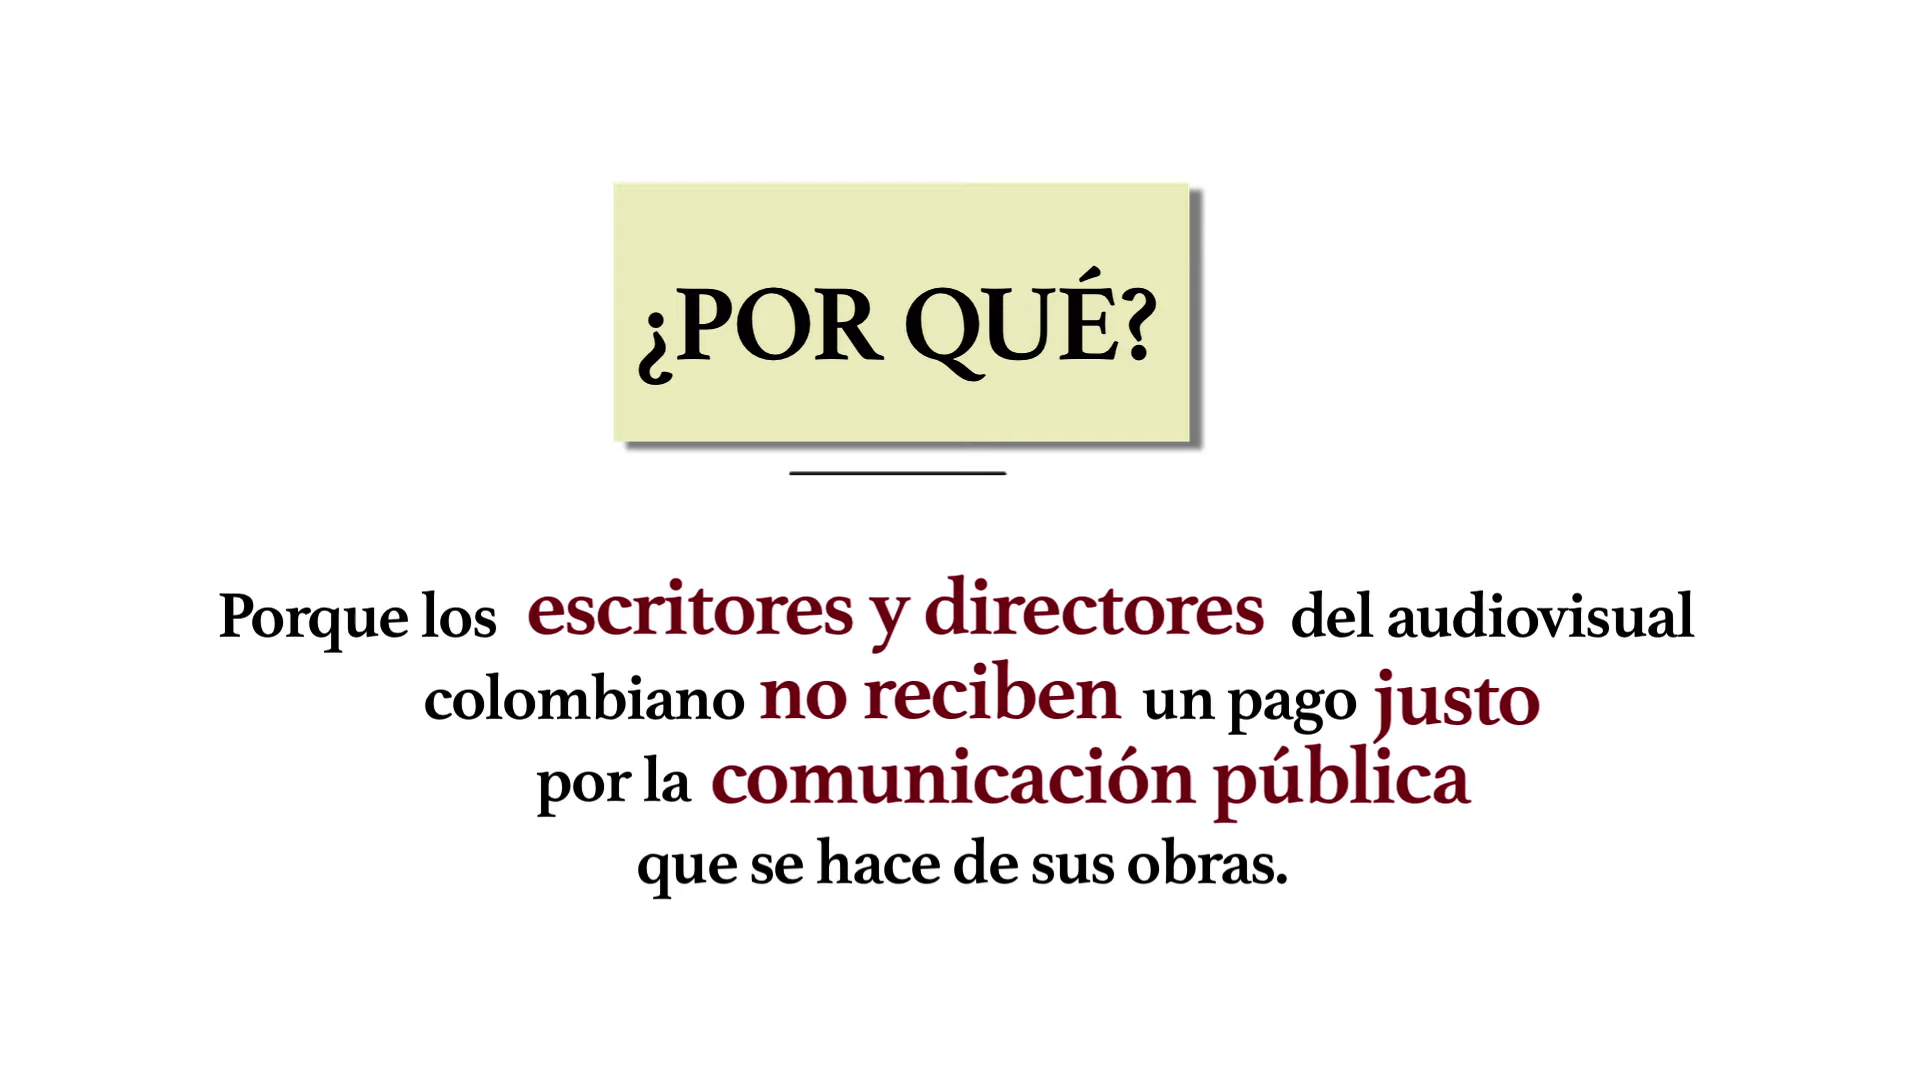 ¿POR QUÉ?
Porque los escritores y directores del audiovisual
colombiano no reciben un pago justo
por la comunicación pública
que se hace de sus obras.